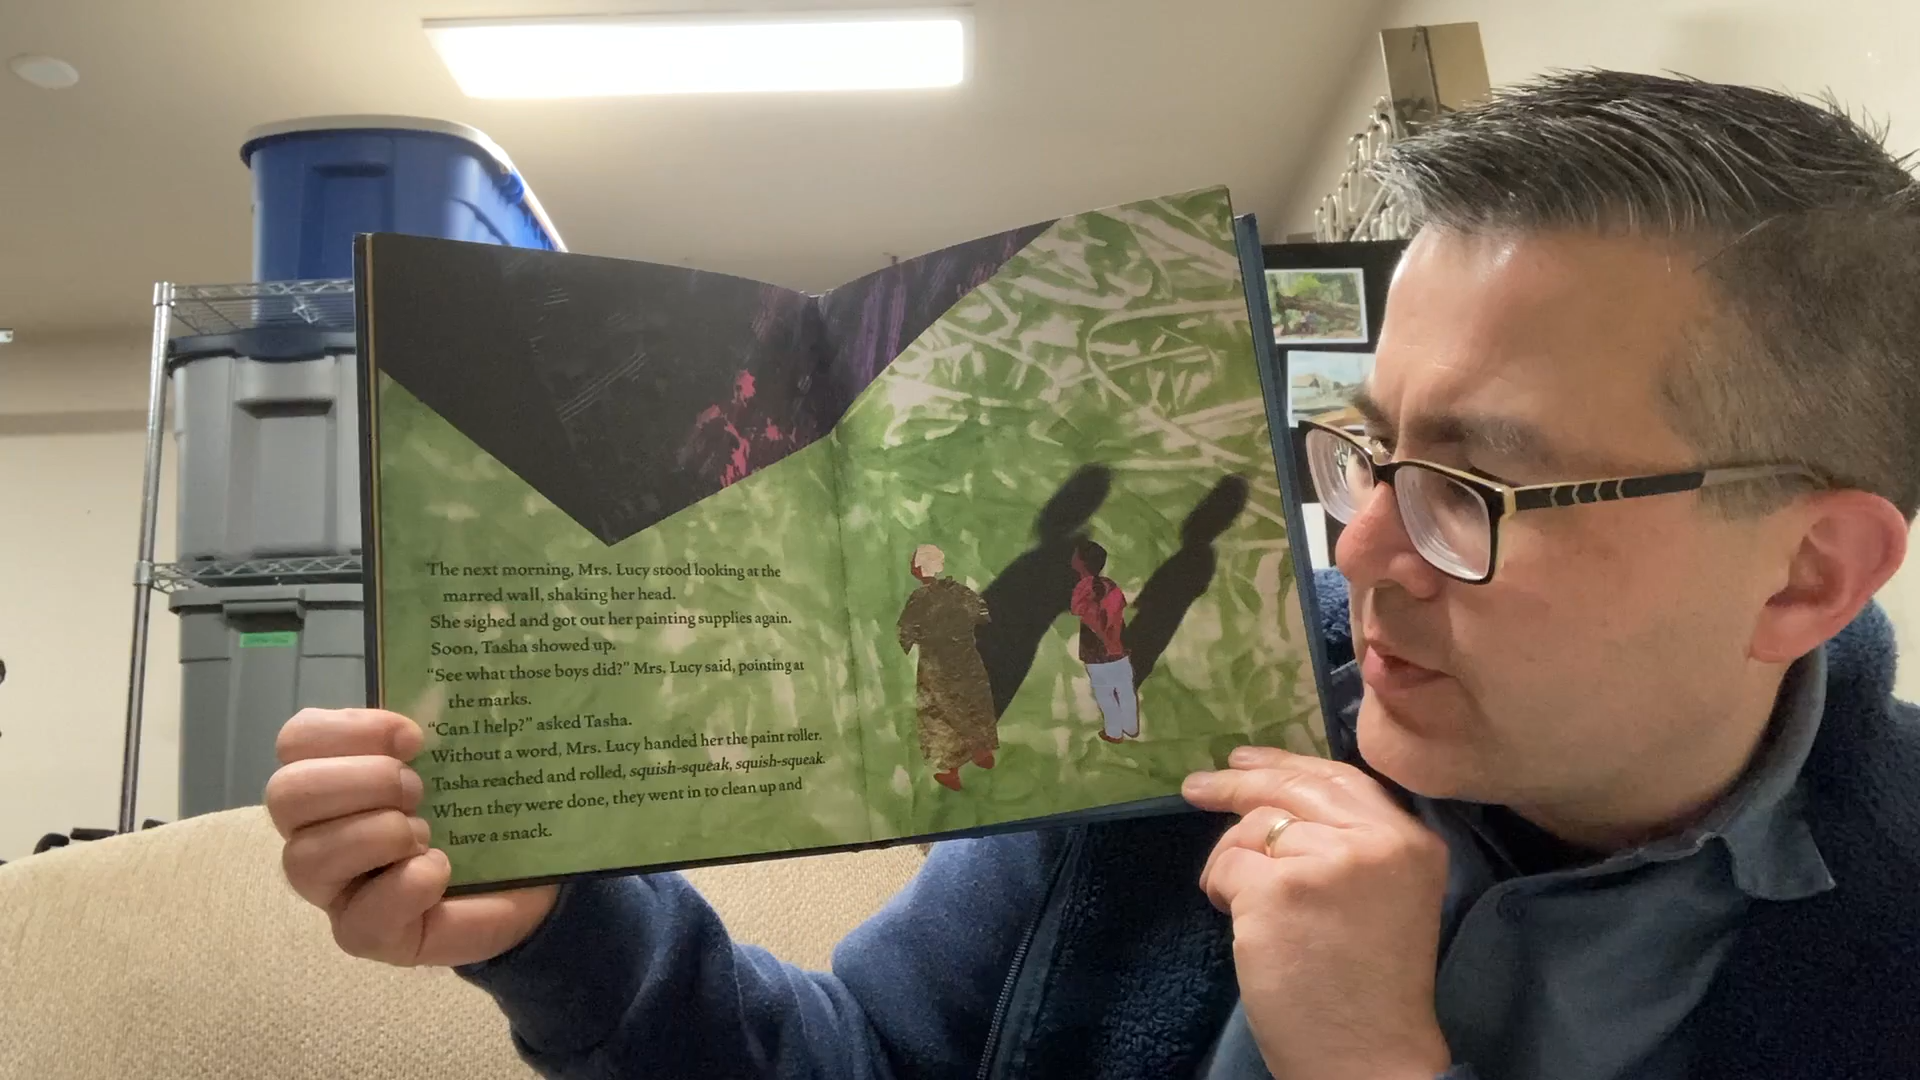 The next morning, Mrs. Lucy stood looking at the
marred wall, shaking her head.
She sighed and got out her painting supplies again.
Soon, Tasha showed up.
“See what those boys did?” Mrs. Lucy said, pointing at
the marks.
“Can I help?” asked Tasha.
Without a word, Mrs. Lucy handed her the paint roller.
Tasha reached and rolled, squish-squeak, squish-squeak.
When they were done, they went in to clean up and
have a snack.